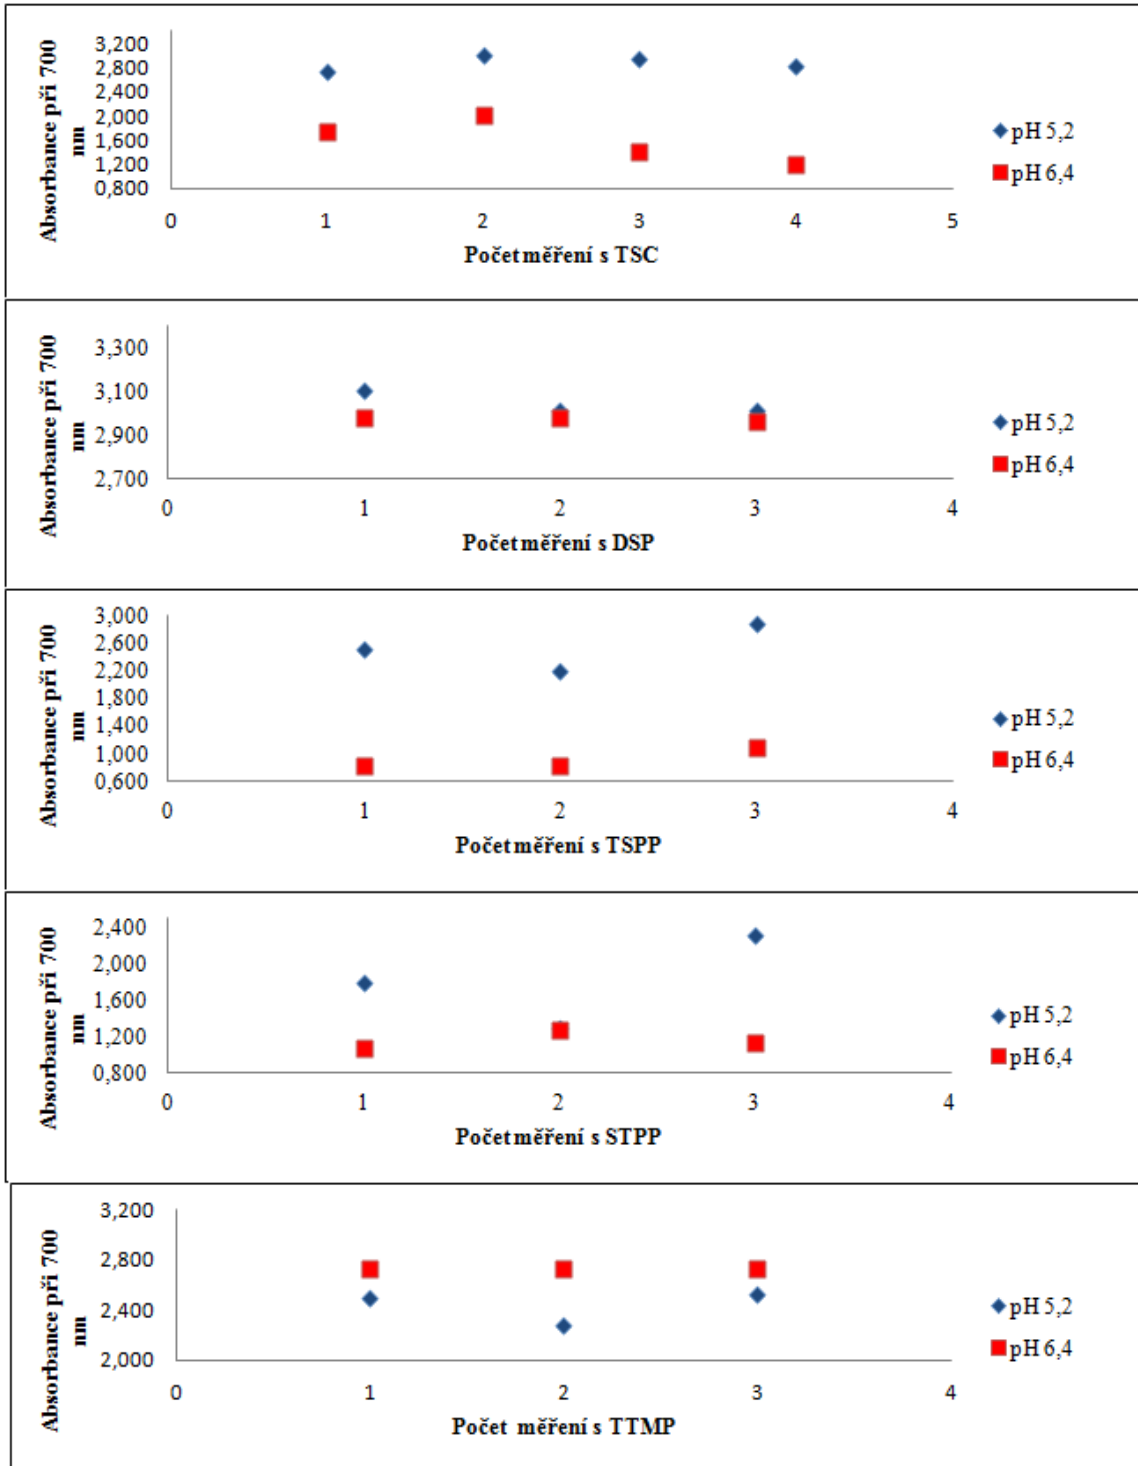 Absorbance při 700
nm
3,200
2,800
2,400
2,000
1,600
1,200
0,800
0 1 2 3 4 5
Počet měření s TSC
pH 5,2
pH 6,4
Absorbance při 700
nm
3,300
3,100
2,900
2,700
0 1 2 3 4
Počet měření s DSP
pH 5,2
pH 6,4
Absorbance při 700
nm
3,000
2,600
2,200
1,800
1,400
1,000
0,600
0 1 2 3 4
Počet měření s TSPP
pH 5,2
pH 6,4
Absorbance při 700
nm
2,400
2,000
1,600
1,200
0,800
0 1 2 3 4
Počet měření s STPP
pH 5,2
pH 6,4
Absorbance při 700
nm
3,200
2,800
2,400
2,000
0 1 2 3 4
Počet měření s TTMP
pH 5,2
pH 6,4